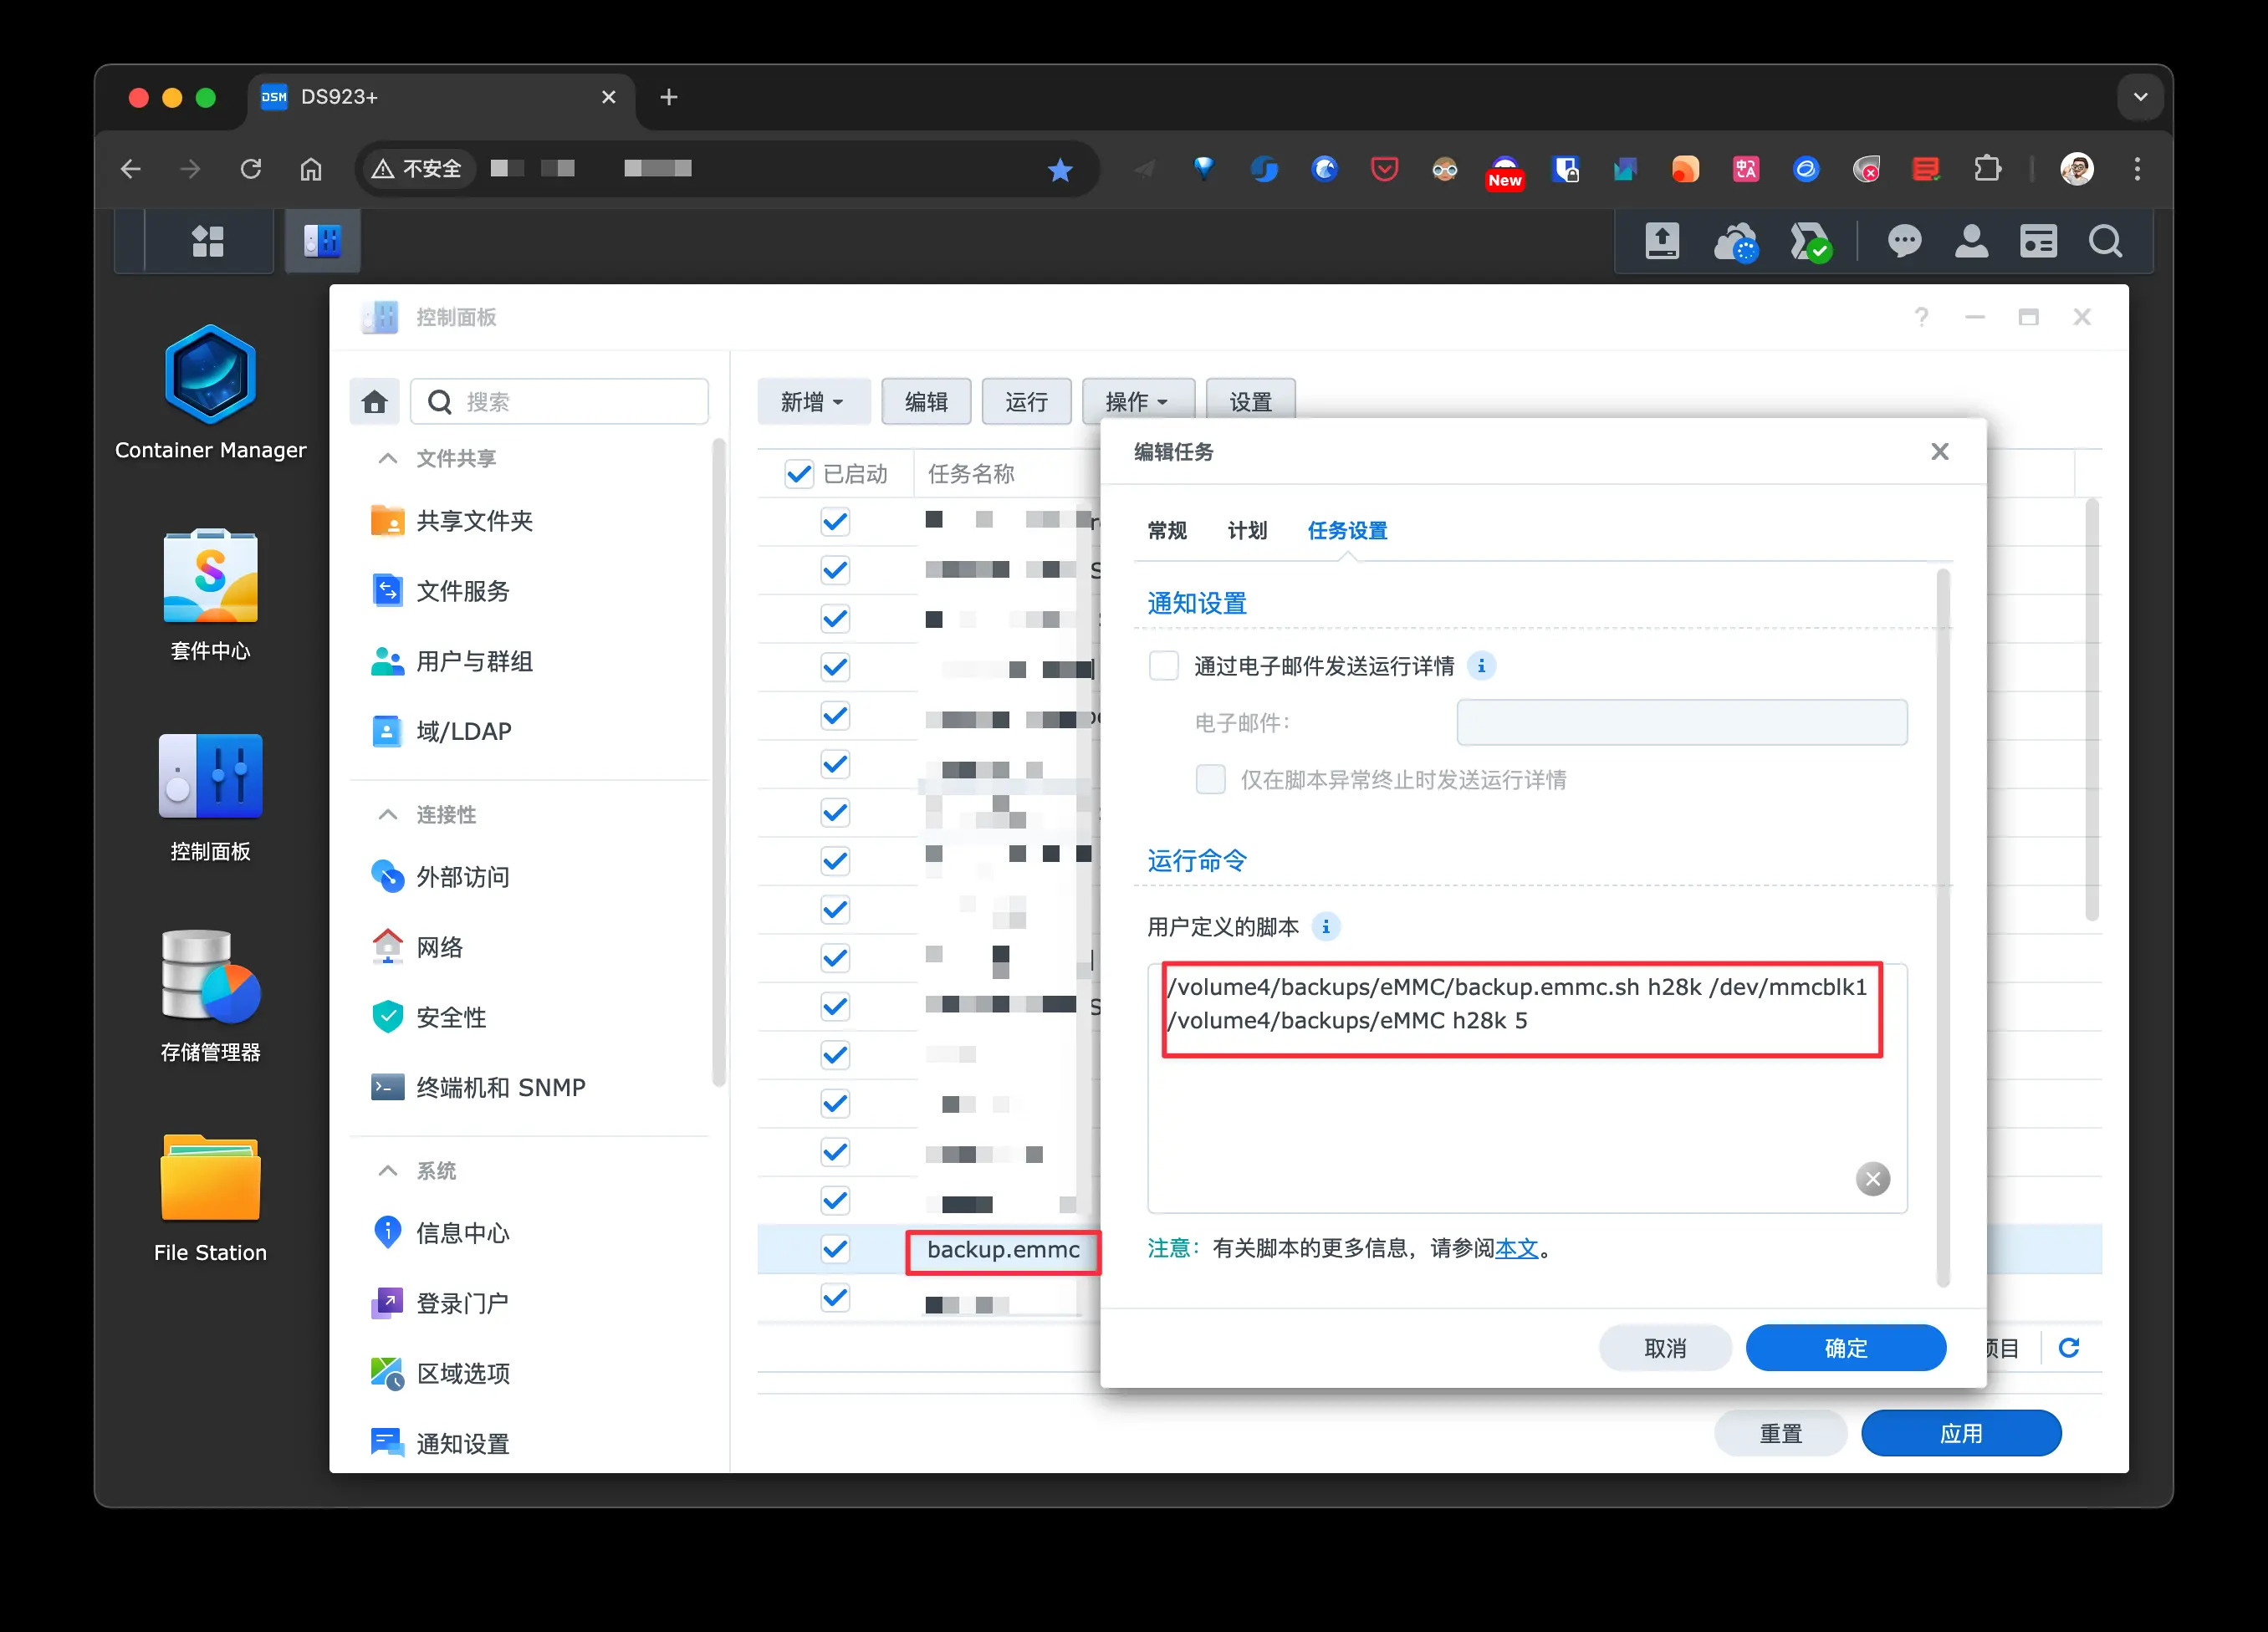 DSM DS923+
不安全
New
中A
控制面板
Container Manager
套件中心
控制面板
存储管理器
File Station
搜索
文件共享
共享文件夹
文件服务
用户与群组
域/LDAP
连接性
外部访问
网络
安全性
终端机和 SNMP
系统
信息中心
登录门户
区域选项
通知设置
新增 编辑 运行 操作 设置
已启动 任务名称
backup.emmc
编辑任务
常规 计划 任务设置
通知设置
通过电子邮件发送运行详情
电子邮件:
仅在脚本异常终止时发送运行详情
运行命令
用户定义的脚本
/volume4/backups/eMMC/backup.emmc.sh h28k /dev/mmcblk1
/volume4/backups/eMMC h28k 5
注意：有关脚本的更多信息，请参阅本文。
取消 确定
项目
重置 应用